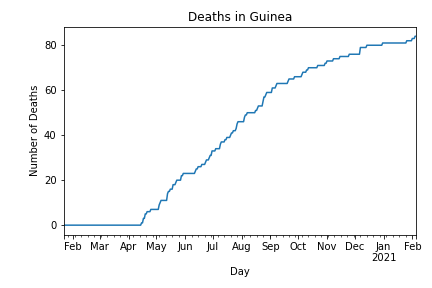 Deaths in Guinea
Number of Deaths
80
60
40
20
0
Feb Mar Apr May Jun Jul Aug Sep Oct Nov Dec Jan Feb
2021
Day